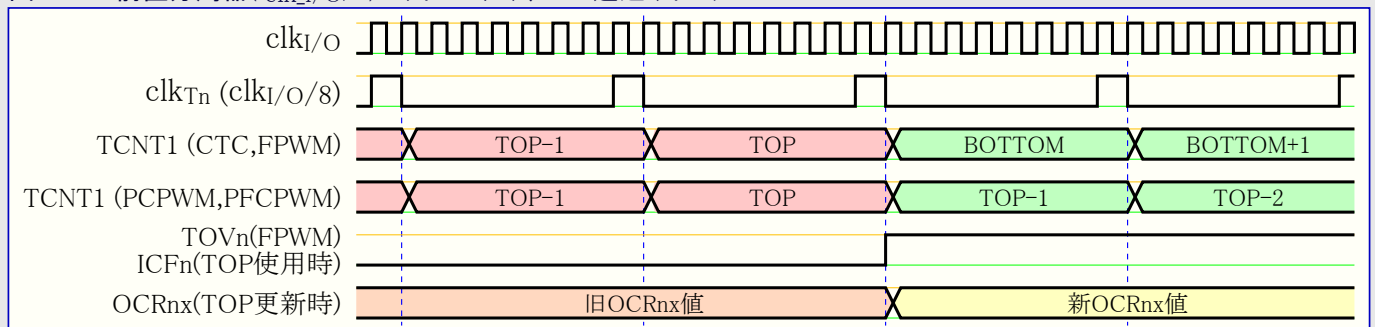 clkI/O
clkTn (clkI/O/8)
TCNT1 (CTC,FPWM) TOP-1 TOP BOTTOM BOTTOM+1
TCNT1 (PCPWM,PFCPWM) TOP-1 TOP TOP-1 TOP-2
TOVn(FPWM)
ICFn(TOP使用時)
OCRnx(TOP更新時) 旧OCRnx値 新OCRnx値